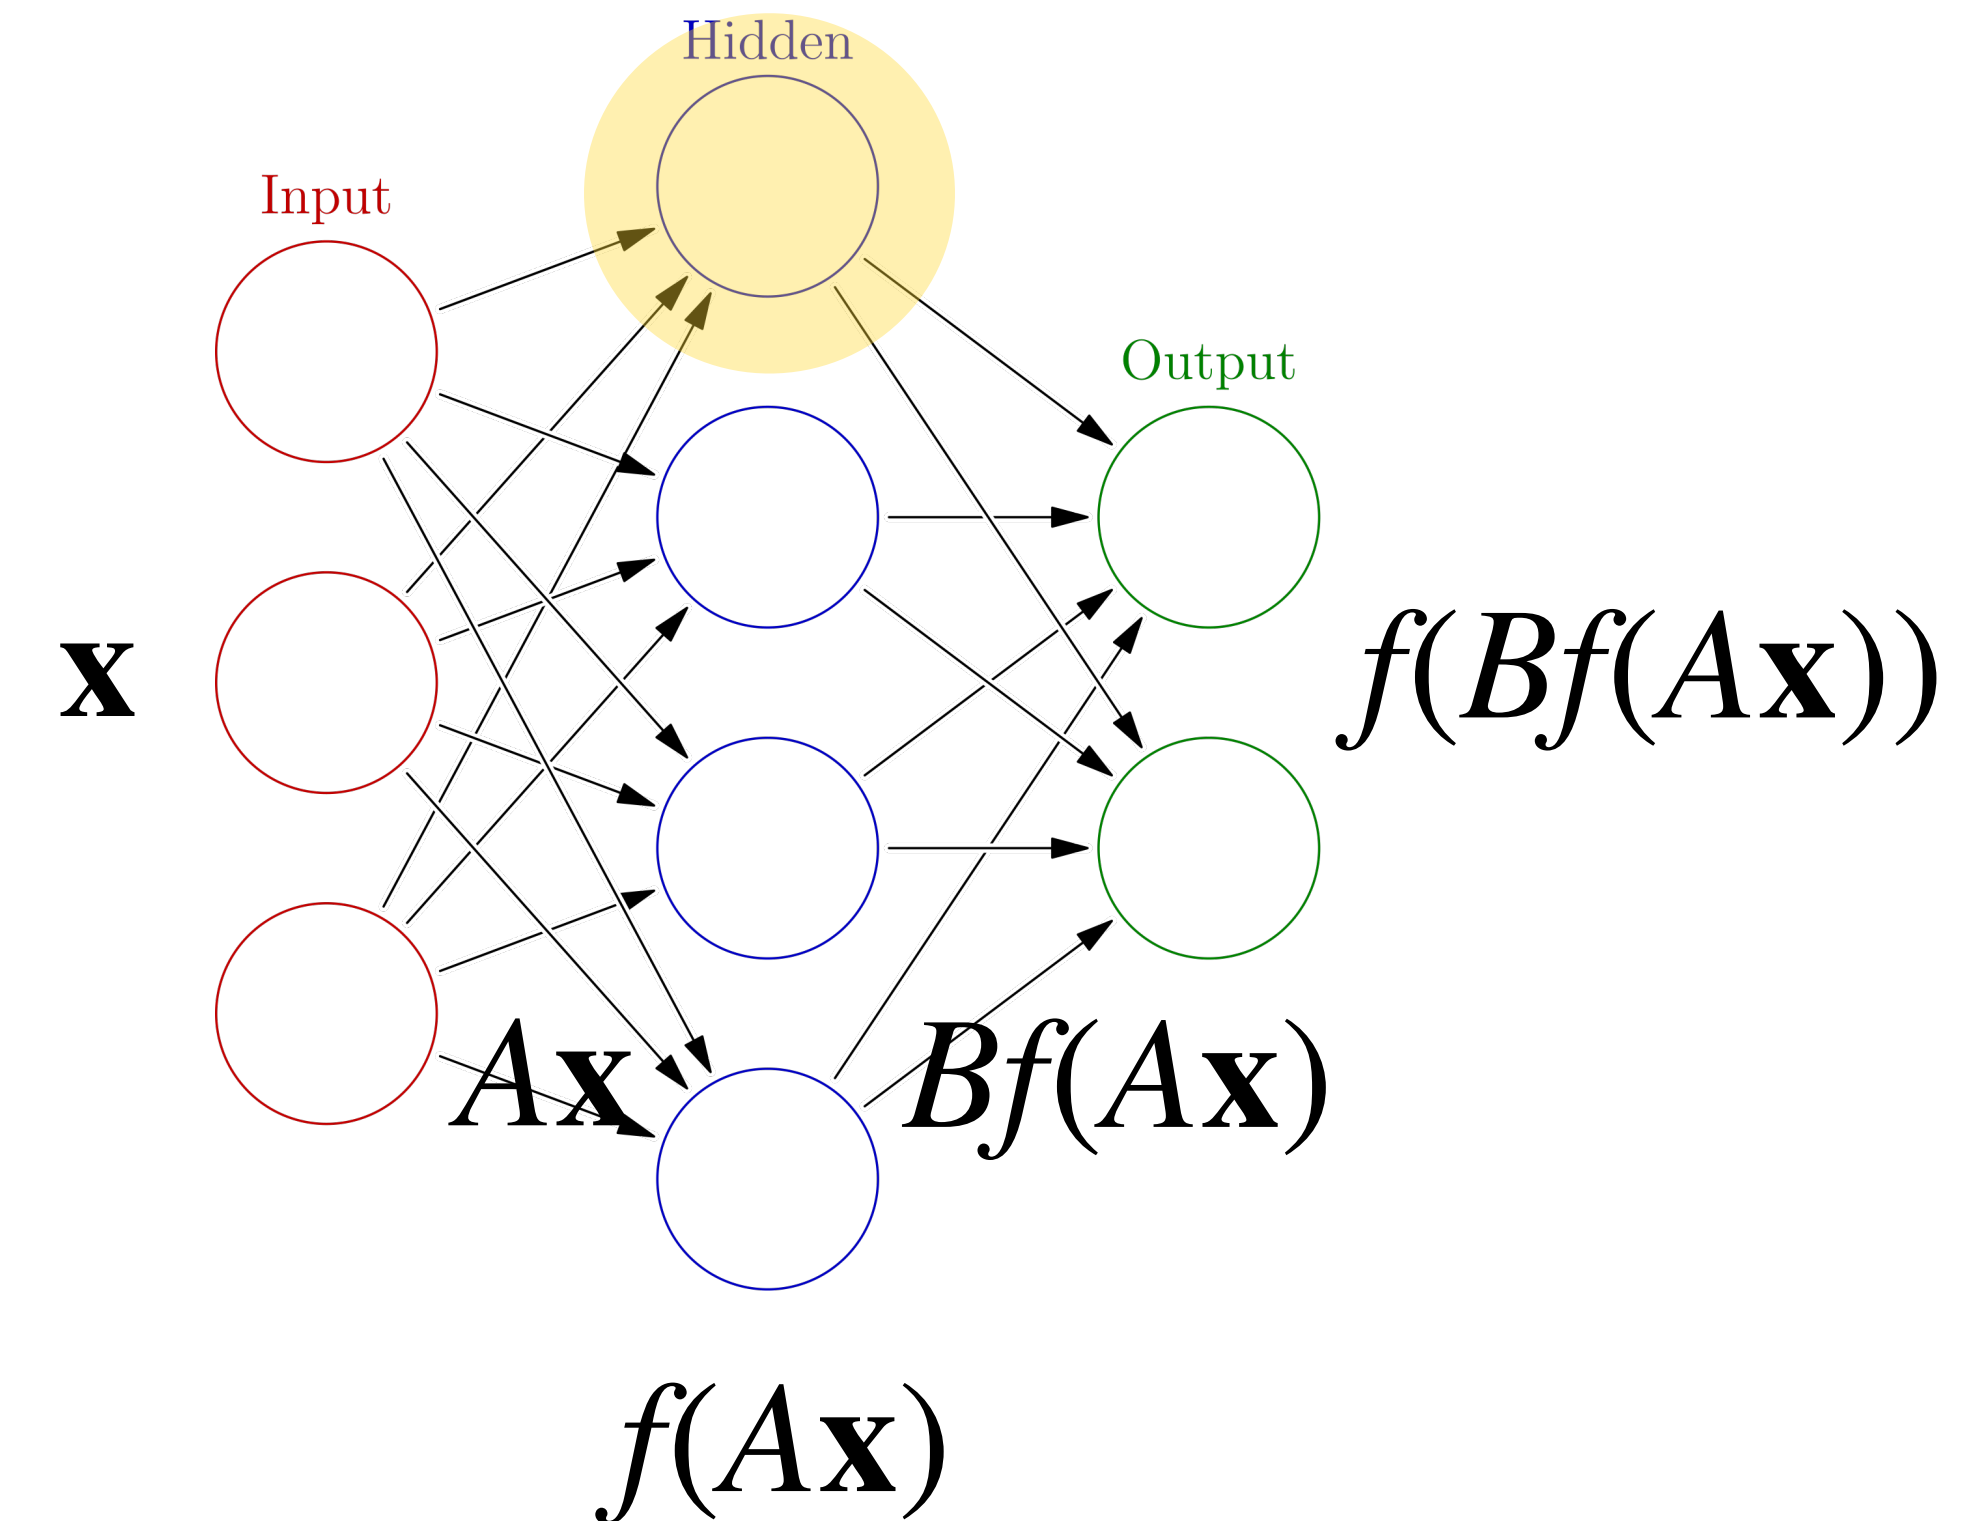 Hidden
Input
Output
x
f(Bf(Ax))
Ax
Bf(Ax)
f(Ax)